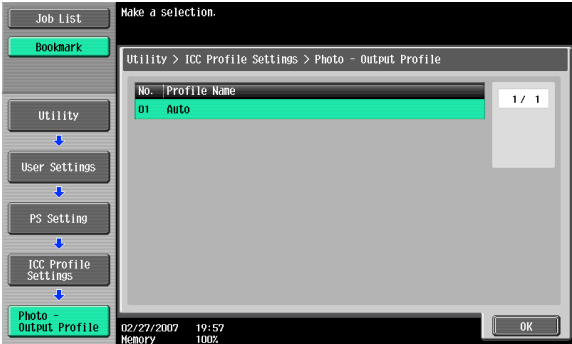 Job List
Bookmark
Utility
User Settings
PS Setting
ICC Profile
Settings
Photo -
Output Profile
Make a selection.
Utility > ICC Profile Settings > Photo - Output Profile
No. Profile Name
01 Auto
1/ 1
02/27/2007 19:57
Memory 100%
OK